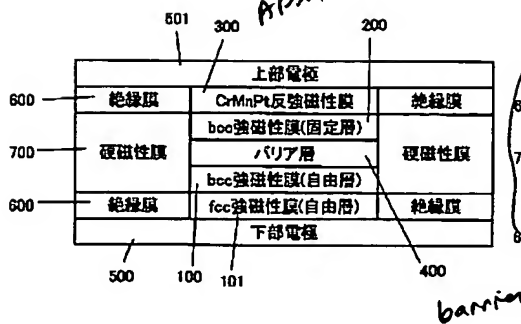 501
300
200
上部電極
600 絶縁膜 CrMnPt反強磁性膜 絶縁膜
bcc強磁性膜(固定層)
700 硬磁性膜 バリア層 硬磁性膜
bcc強磁性膜(自由層)
600 絶縁膜 fcc強磁性膜(自由層) 絶縁膜
下部電極
500 100 101 400